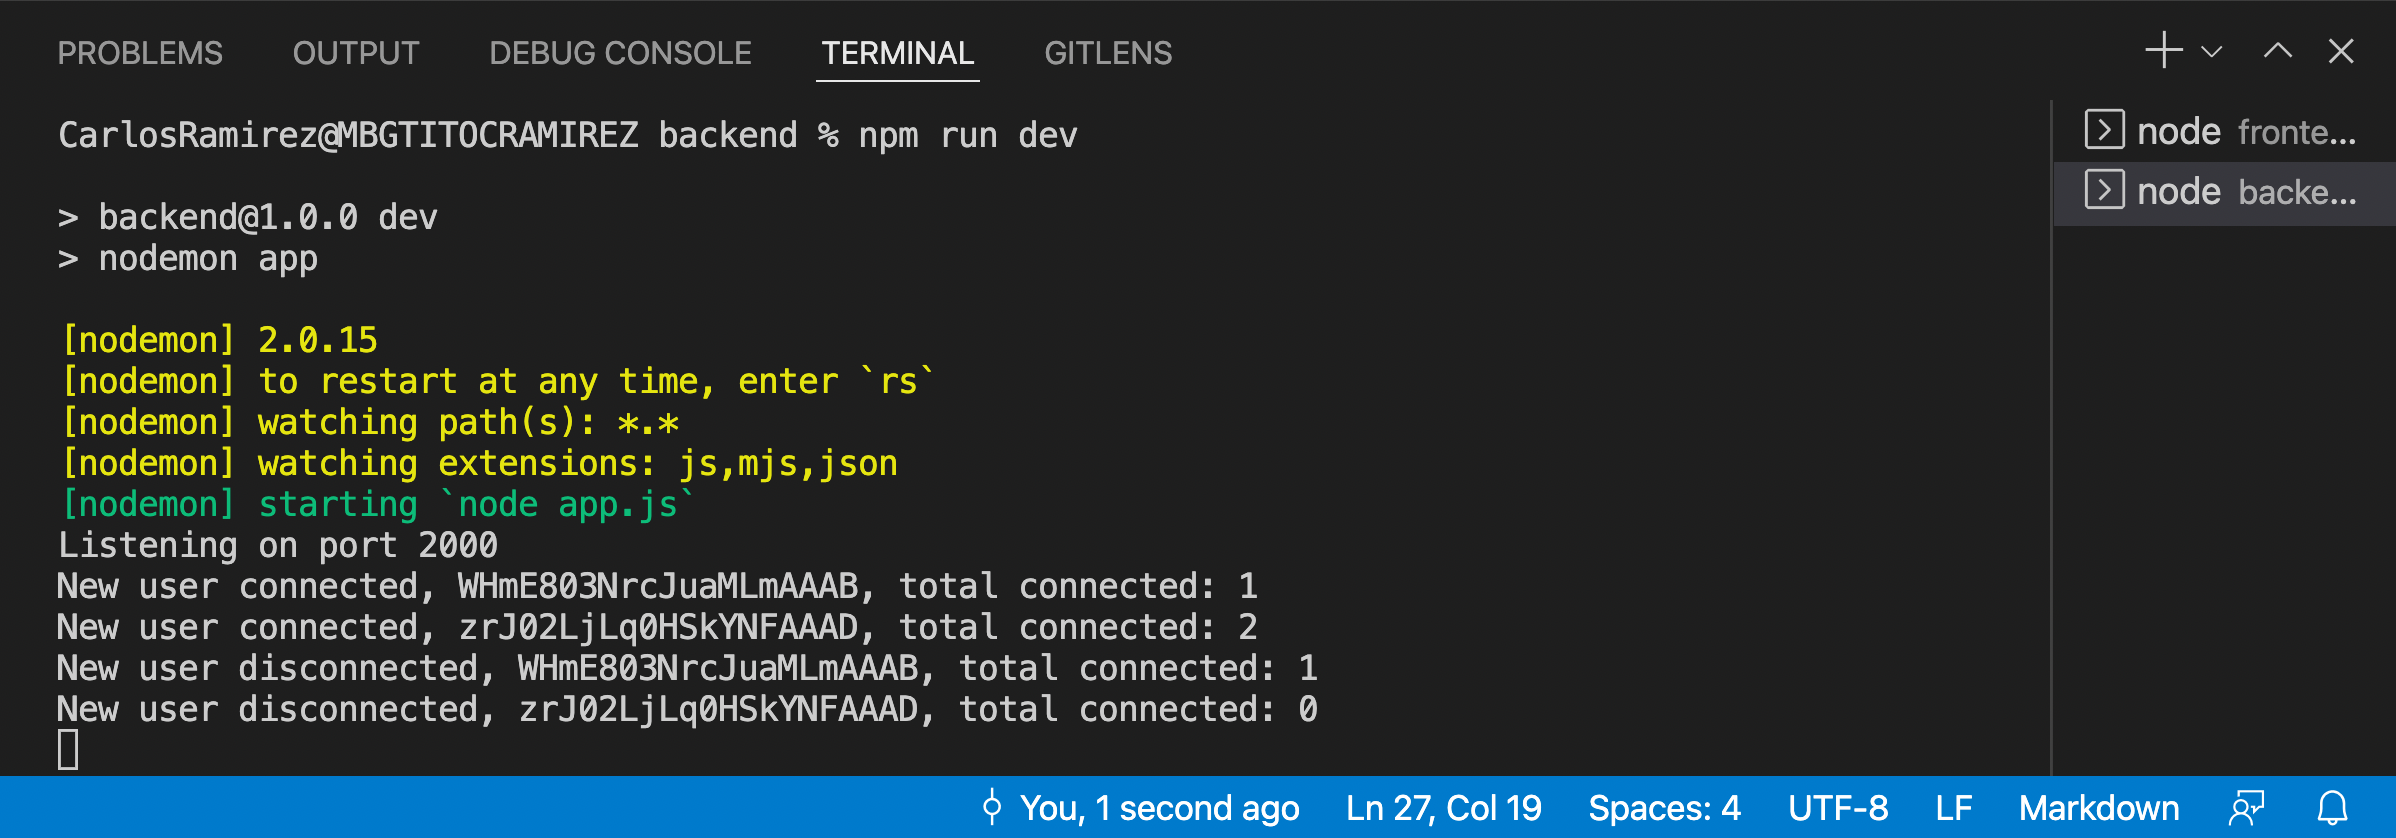 PROBLEMS OUTPUT DEBUG CONSOLE TERMINAL GITLENS
CarlosRamirez@MBGTITOCRAMIREZ backend % npm run dev
> backend@1.0.0 dev
> nodemon app
[nodemon] 2.0.15
[nodemon] to restart at any time, enter `rs`
[nodemon] watching path(s): *.*
[nodemon] watching extensions: js,mjs,json
[nodemon] starting `node app.js`
Listening on port 2000
New user connected, WHmE803NrcJuaMLmAAAB, total connected: 1
New user connected, zrJ02LjLq0HSkYNFAAAD, total connected: 2
New user disconnected, WHmE803NrcJuaMLmAAAB, total connected: 1
New user disconnected, zrJ02LjLq0HSkYNFAAAD, total connected: 0
node fronte...
node backe...
You, 1 second ago Ln 27, Col 19 Spaces: 4 UTF-8 LF Markdown